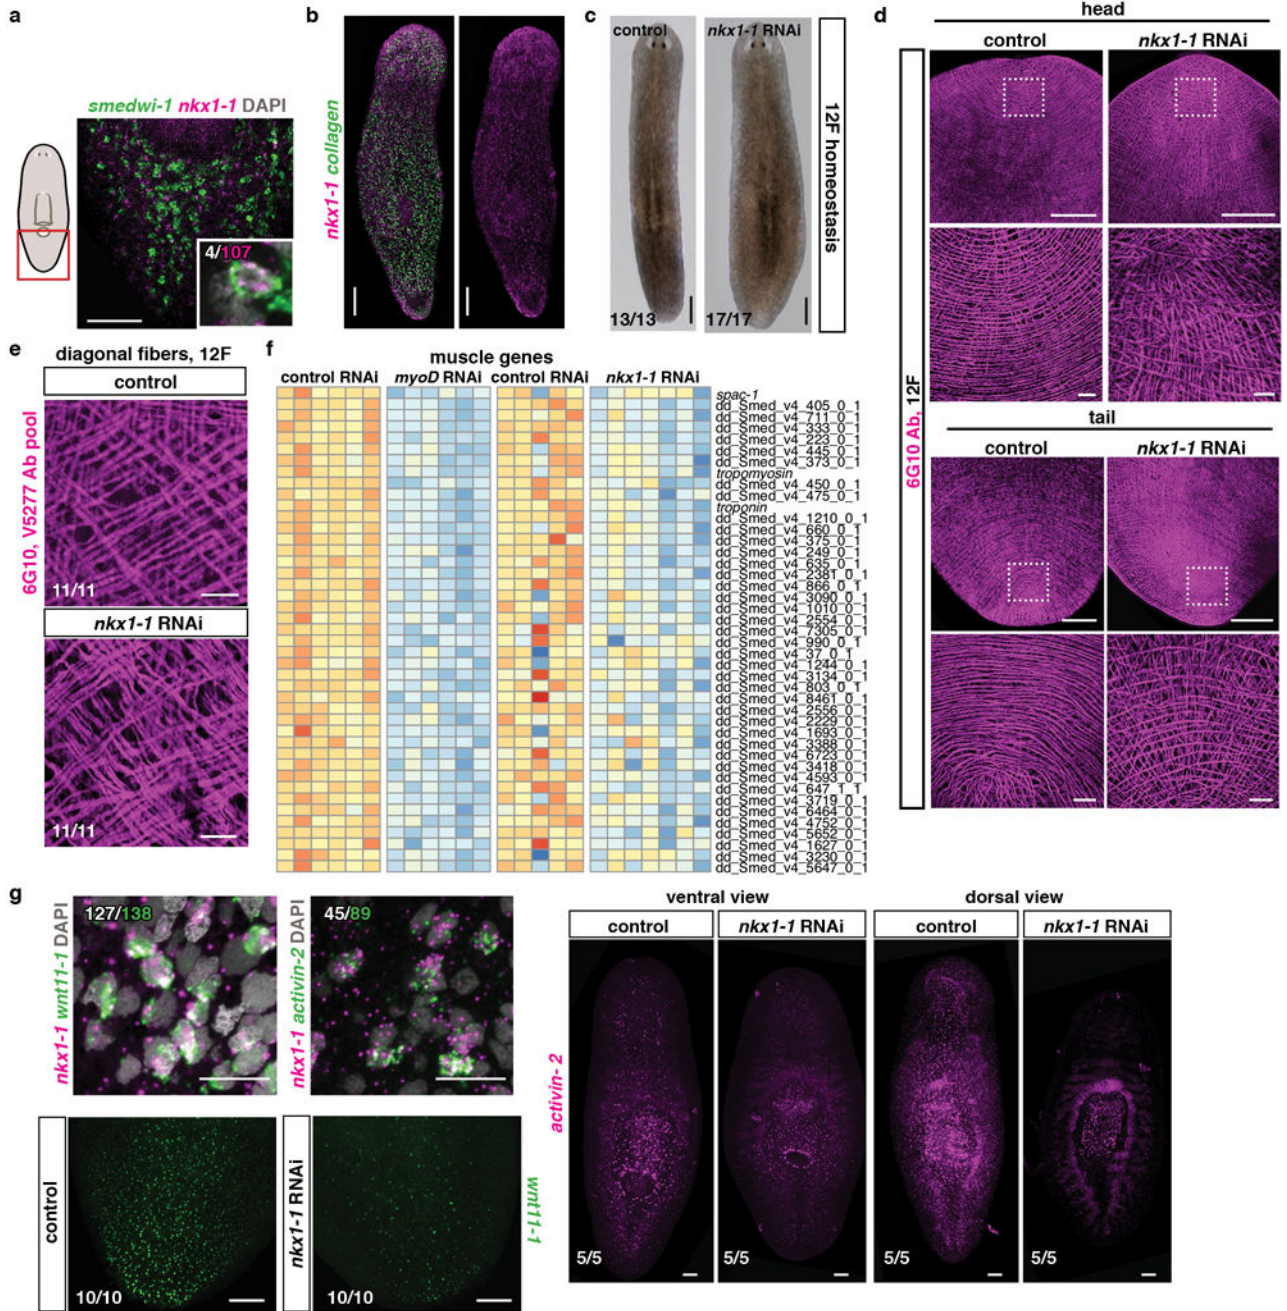 a
smedwi-1 nkx1-1 DAPI
4/107
b
nkx1-1 collagen
c
control
nkx1-1 RNAi
13/13
17/17
12F homeostasis
d
head
control
nkx1-1 RNAi
6G10 Ab, 12F
tail
control
nkx1-1 RNAi
e
diagonal fibers, 12F
control
6G10, V5277 Ab pool
11/11
nkx1-1 RNAi
11/11
f
muscle genes
control RNAi
myoD RNAi
control RNAi
nkx1-1 RNAi
spac-1
dd_Smed_v4_405_0_1
dd_Smed_v4_711_0_1
dd_Smed_v4_333_0_1
dd_Smed_v4_223_0_1
dd_Smed_v4_445_0_1
dd_Smed_v4_373_0_1
tropomyosin
dd_Smed_v4_450_0_1
dd_Smed_v4_475_0_1
troponin
dd_Smed_v4_1210_0_1
dd_Smed_v4_660_0_1
dd_Smed_v4_375_0_1
dd_Smed_v4_249_0_1
dd_Smed_v4_635_0_1
dd_Smed_v4_2381_0_1
dd_Smed_v4_866_0_1
dd_Smed_v4_3090_0_1
dd_Smed_v4_1010_0_1
dd_Smed_v4_2554_0_1
dd_Smed_v4_7305_0_1
dd_Smed_v4_990_0_1
dd_Smed_v4_37_0_1
dd_Smed_v4_1244_0_1
dd_Smed_v4_3134_0_1
dd_Smed_v4_803_0_1
dd_Smed_v4_8461_0_1
dd_Smed_v4_2556_0_1
dd_Smed_v4_2229_0_1
dd_Smed_v4_1693_0_1
dd_Smed_v4_3388_0_1
dd_Smed_v4_6723_0_1
dd_Smed_v4_3418_0_1
dd_Smed_v4_4593_0_1
dd_Smed_v4_647_1_1
dd_Smed_v4_3719_0_1
dd_Smed_v4_6464_0_1
dd_Smed_v4_4752_0_1
dd_Smed_v4_5652_0_1
dd_Smed_v4_1627_0_1
dd_Smed_v4_3230_0_1
dd_Smed_v4_5647_0_1
g
nkx1-1 wnt11-1 DAPI
127/138
nkx1-1 activin-2 DAPI
45/89
control
10/10
nkx1-1 RNAi
10/10
wnt11-1
ventral view
dorsal view
control
nkx1-1 RNAi
control
nkx1-1 RNAi
activin- 2
5/5
5/5
5/5
5/5